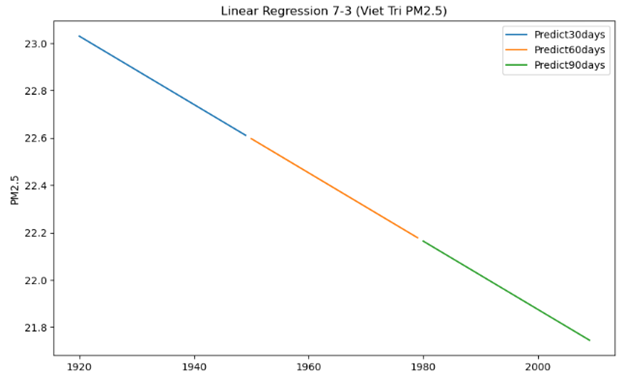 Linear Regression 7-3 (Viet Tri PM2.5)
Predict30days
Predict60days
Predict90days
PM2.5
23.0
22.8
22.6
22.4
22.2
22.0
21.8
1920 1940 1960 1980 2000